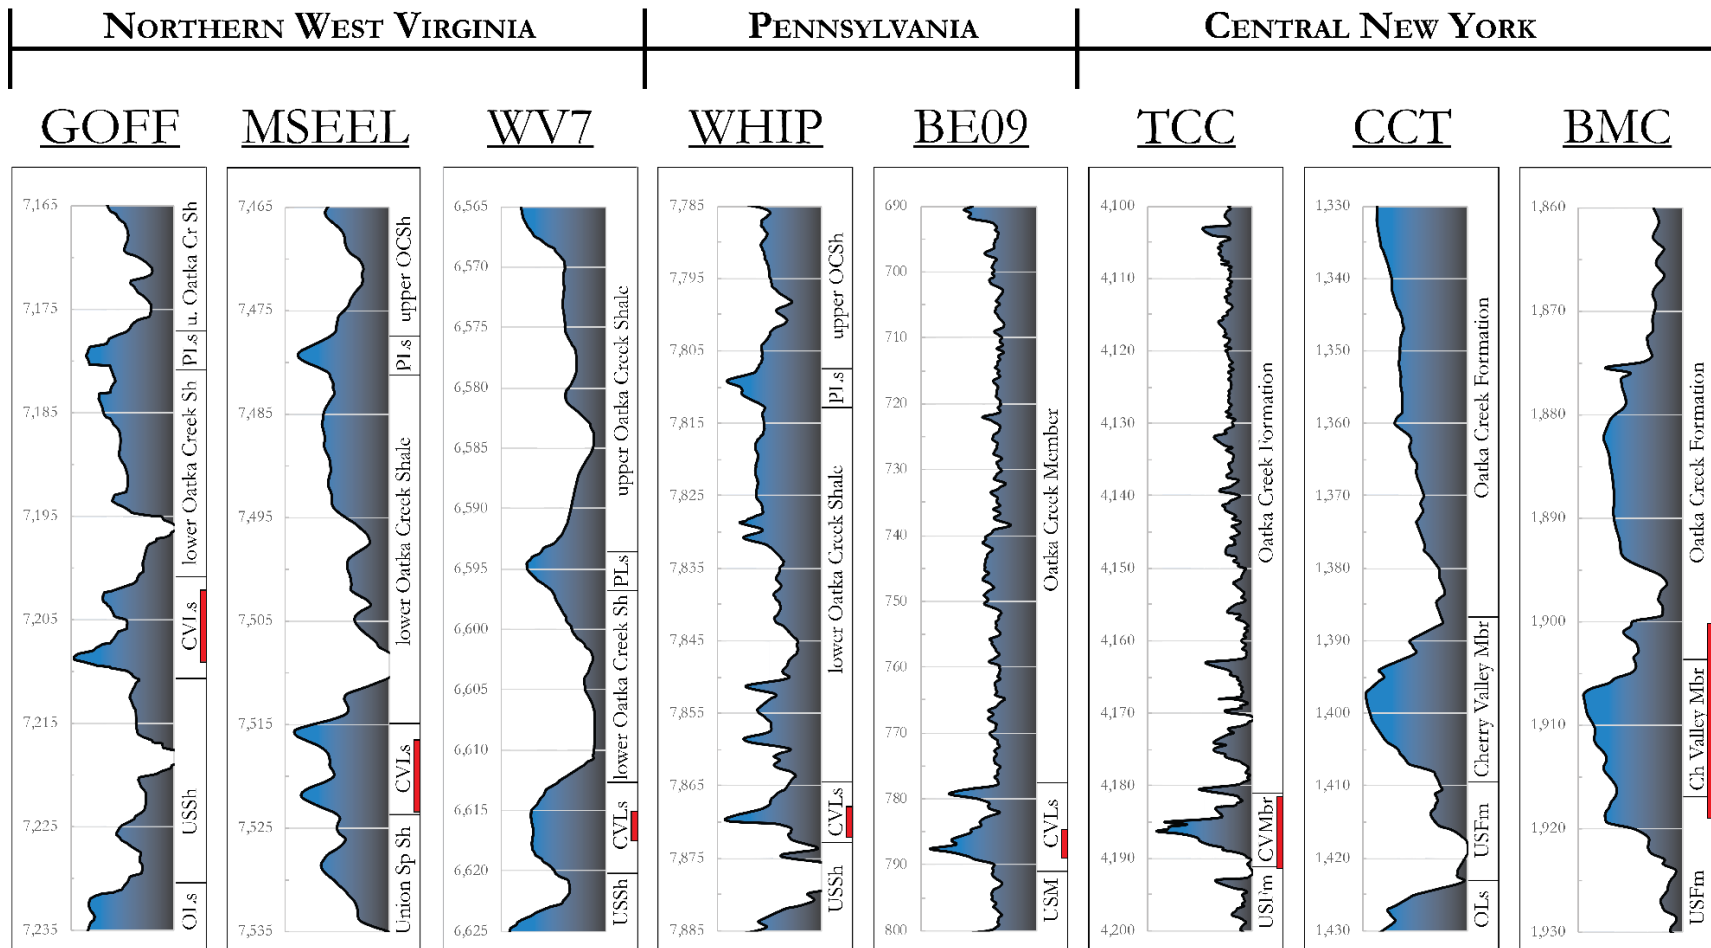 NORTHERN WEST VIRGINIA
PENNSYLVANIA
CENTRAL NEW YORK
GOFF
MSEEL
WV7
WHIP
BE09
TCC
CCT
BMC
7,165
7,175
7,185
7,195
7,205
7,215
7,225
7,235
u. Oatka Cr Sh
PLs
lower Oatka Creek Sh
CVLs
USSh
OLs
7,465
7,475
7,485
7,495
7,505
7,515
7,525
7,535
upper OCSh
PLs
lower Oatka Creek Shale
CVLs
Union Sp Sh
6,565
6,570
6,575
6,580
6,585
6,590
6,595
6,600
6,605
6,610
6,615
6,620
6,625
upper Oatka Creek Shale
PLs
lower Oatka Creek Sh
CVLs
USSh
7,785
7,795
7,805
7,815
7,825
7,835
7,845
7,855
7,865
7,875
7,885
upper OCSh
PLs
lower Oatka Creek Shale
CVLs
USSh
690
700
710
720
730
740
750
760
770
780
790
800
Oatka Creek Member
CVLs
USM
4,100
4,110
4,120
4,130
4,140
4,150
4,160
4,170
4,180
4,190
4,200
Oatka Creek Formation
CVMbr
USFm
1,330
1,340
1,350
1,360
1,370
1,380
1,390
1,400
1,410
1,420
1,430
Oatka Creek Formation
Cherry Valley Mbr
USFm
OLs
1,860
1,870
1,880
1,890
1,900
1,910
1,920
1,930
Oatka Creek Formation
Ch Valley Mbr
USFm